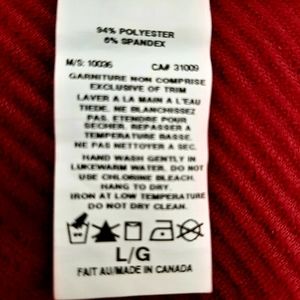 94% POLYESTER
6% SPANDEX
M/S: 10036 CA# 31009
GARNITURE NON COMPRISE
EXCLUSIVE OF TRIM
LAVER A LA MAIN A L'EAU
TIEDE. NE BLANCHISSEZ
PAS. ETENDRE POUR
SECHER. REPASSER A
TEMPERATURE BASSE.
NE PAS NETTOYER A SEC.
HAND WASH GENTLY IN
LUKEWARM WATER. DO NOT
USE CHLORINE BLEACH.
HANG TO DRY.
IRON AT LOW TEMPERATURE
DO NOT DRY CLEAN.
L/G
FAIT AU/MADE IN CANADA